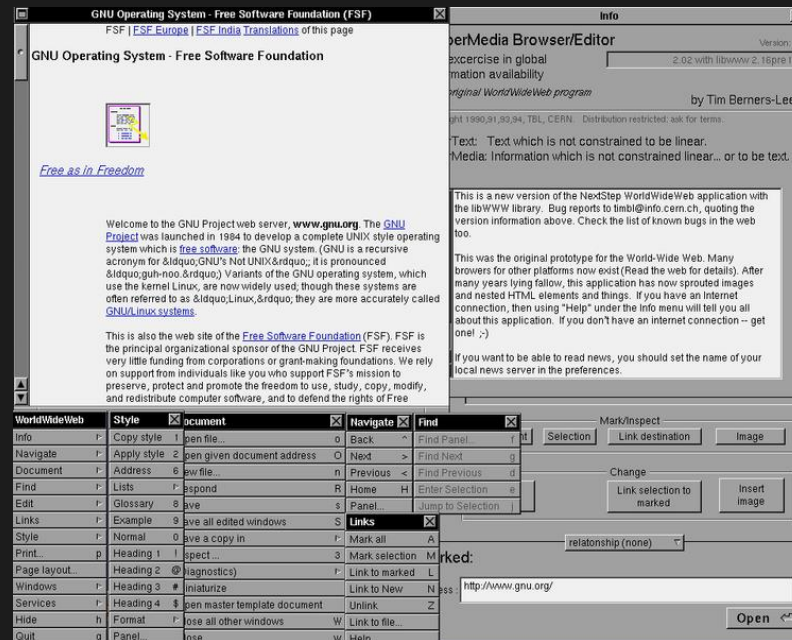 GNU Operating System - Free Software Foundation (FSF)
FSF | FSF Europe | FSF India Translations of this page
GNU Operating System - Free Software Foundation
Free as in Freedom
Welcome to the GNU Project web server, www.gnu.org. The GNU
Project was launched in 1984 to develop a complete UNIX style operating
system which is free software: the GNU system. (GNU is a recursive
acronym for &ldquo;GNU's Not UNIX&rdquo;; it is pronounced
&ldquo;guh-noo.&rdquo;) Variants of the GNU operating system, which
use the kernel Linux, are now widely used; though these systems are
often referred to as &ldquo;Linux,&rdquo; they are more accurately called
GNU/Linux systems.
This is also the web site of the Free Software Foundation (FSF). FSF is
the principal organizational sponsor of the GNU Project. FSF receives
very little funding from corporations or grant-making foundations. We rely
on support from individuals like you who support FSF's mission to
preserve, protect and promote the freedom to use, study, copy, modify,
and redistribute computer software, and to defend the rights of Free
Info
perMedia Browser/Editor
Version:
excercise in global
2.02 with libwww 2.16pre
mation availability
original WorldWideWeb program
by Tim Berners-Lee
ght 1990,91,93,94, TBL, CERN. Distribution restricted: ask for terms.
rText: Text which is not constrained to be linear.
rMedia: Information which is not constrained linear... or to be text.
This is a new version of the NextStep WorldWideWeb application with
the libWWW library. Bug reports to timbl@info.cern.ch, quoting the
version information above. Check the list of known bugs in the web
too.
This was the original prototype for the World-Wide Web. Many
browsers for other platforms now exist (Read the web for details). After
many years lying fallow, this application has now sprouted images
and nested HTML elements and things. If you have an Internet
connection, then using "Help" under the Info menu will tell you all
about this application. If you don't have an internet connection -- get
one! ;-)
If you want to be able to read news, you should set the name of your
local news server in the preferences.
Mark/Inspect
Selection
Link destination
Image
Change
Link selection to
marked
Insert
image
relationship (none)
rked:
ess :
http://www.gnu.org/
Open
WorldWideWeb
Info
Navigate
Document
Find
Edit
Links
Style
Print... p
Page layout...
Windows
Services
Hide h
Quit q
Style
Copy style 1
Apply style 2
Address 6
Lists
Glossary 8
Example 9
Normal 0
Heading 1 !
Heading 2 @
Heading 3 #
Heading 4 $
Format
Panel...
ocument
pen file... o
pen given document address O
ew file... n
espond R
ave s
ave all edited windows S
ave a copy in
spect ... 3
iagnostics)
iniaturize
pen master template document
lose all other windows W
lose w
Navigate
Back ^
Next >
Previous <
Home H
Panel...
Find
Find Panel... f
Find Next g
Find Previous d
Enter Selection e
Jump to Selection j
Links
Mark all A
Mark selection M
Link to marked L
Link to New N
Unlink Z
Link to file...
Help